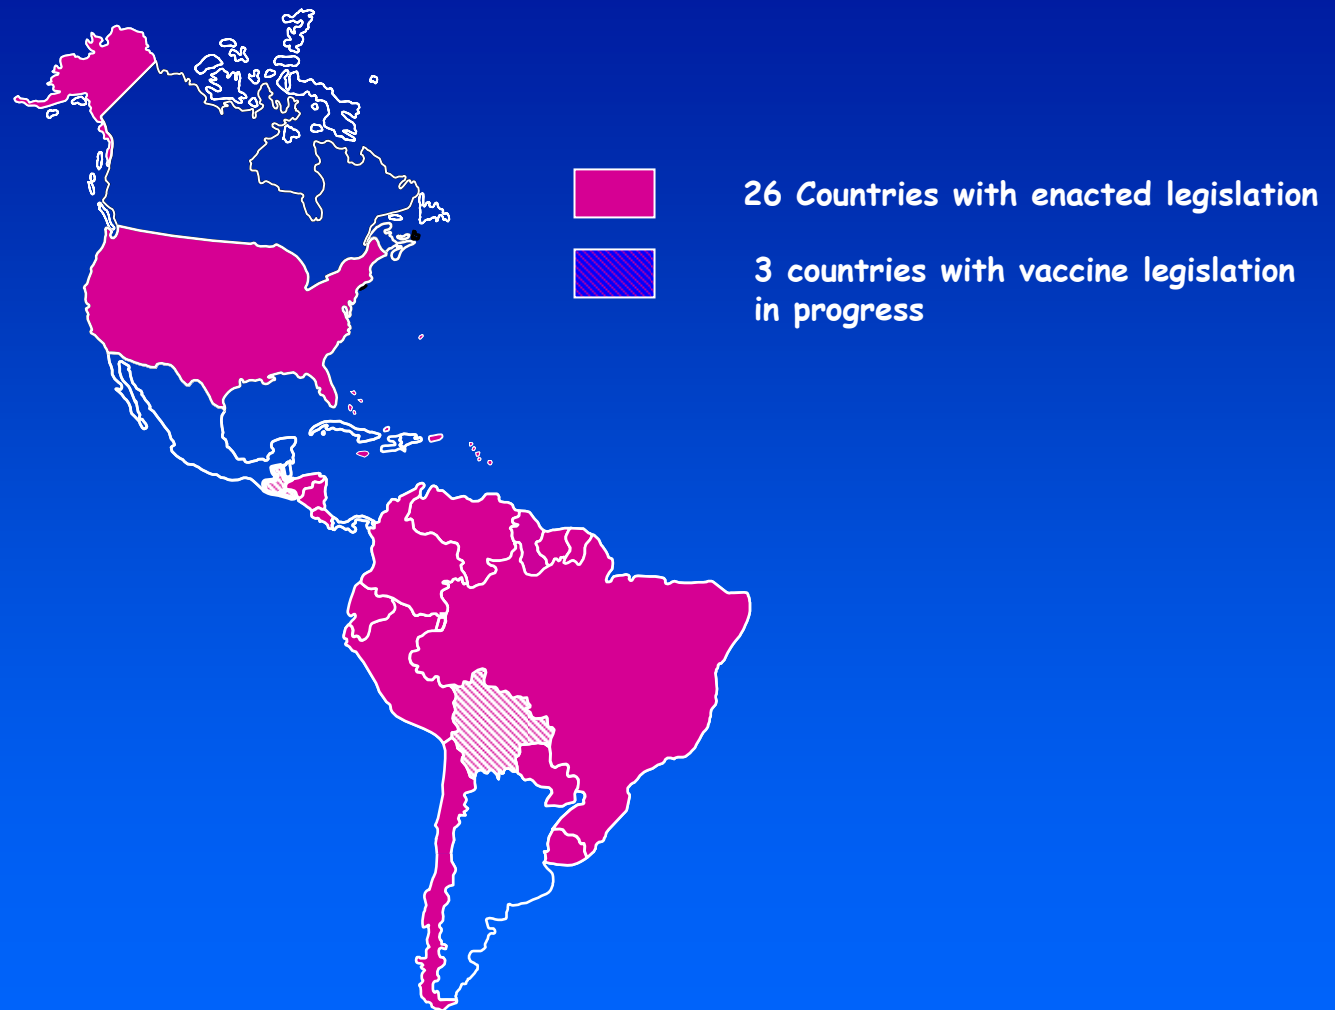 26 Countries with enacted legislation
3 countries with vaccine legislation
in progress